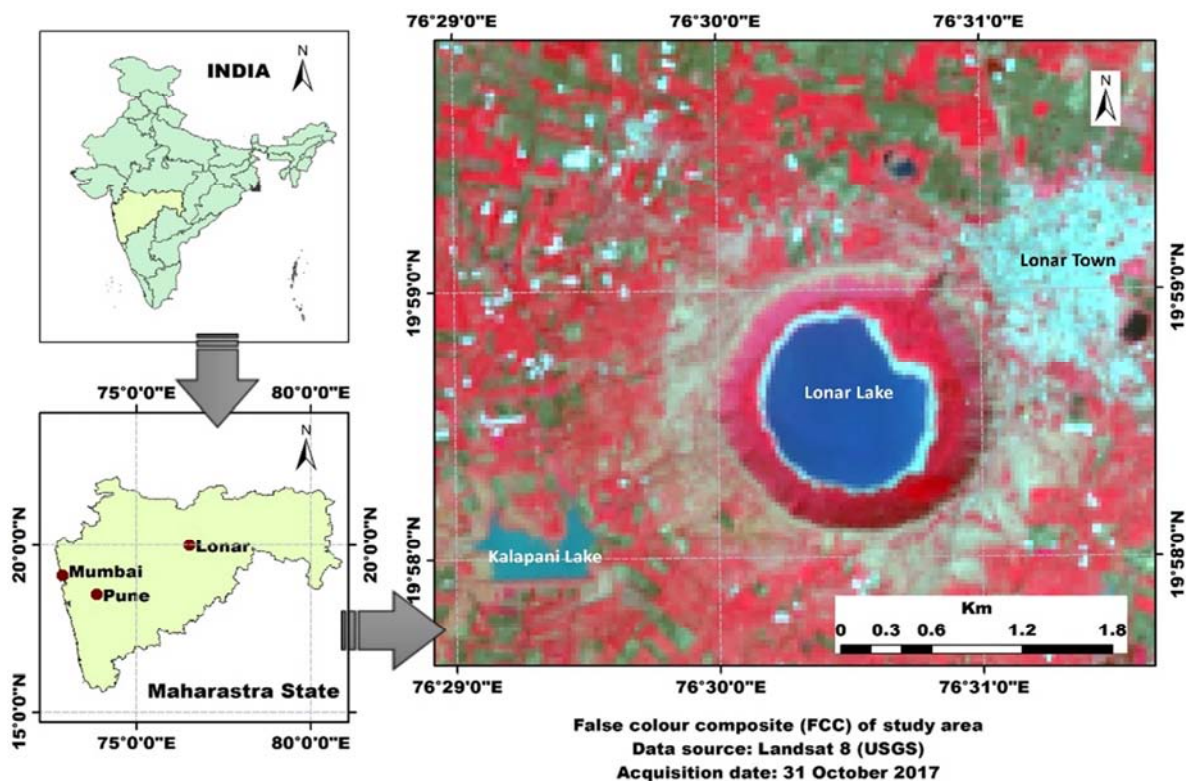 INDIA
N
75°0'0"E 80°0'0"E
20°0'0"N
15°0'0"N
N
Lonar
Mumbai
Pune
20°0'0"N
15°0'0"N
Maharastra State
75°0'0"E 80°0'0"E
76°29'0"E 76°30'0"E 76°31'0"E
N
Lonar Town
19°59'0"N
19°59'0"N
Lonar Lake
Kalapani Lake
19°58'0"N
19°58'0"N
Km
0 0.3 0.6 1.2 1.8
76°29'0"E 76°30'0"E 76°31'0"E
False colour composite (FCC) of study area
Data source: Landsat 8 (USGS)
Acquisition date: 31 October 2017